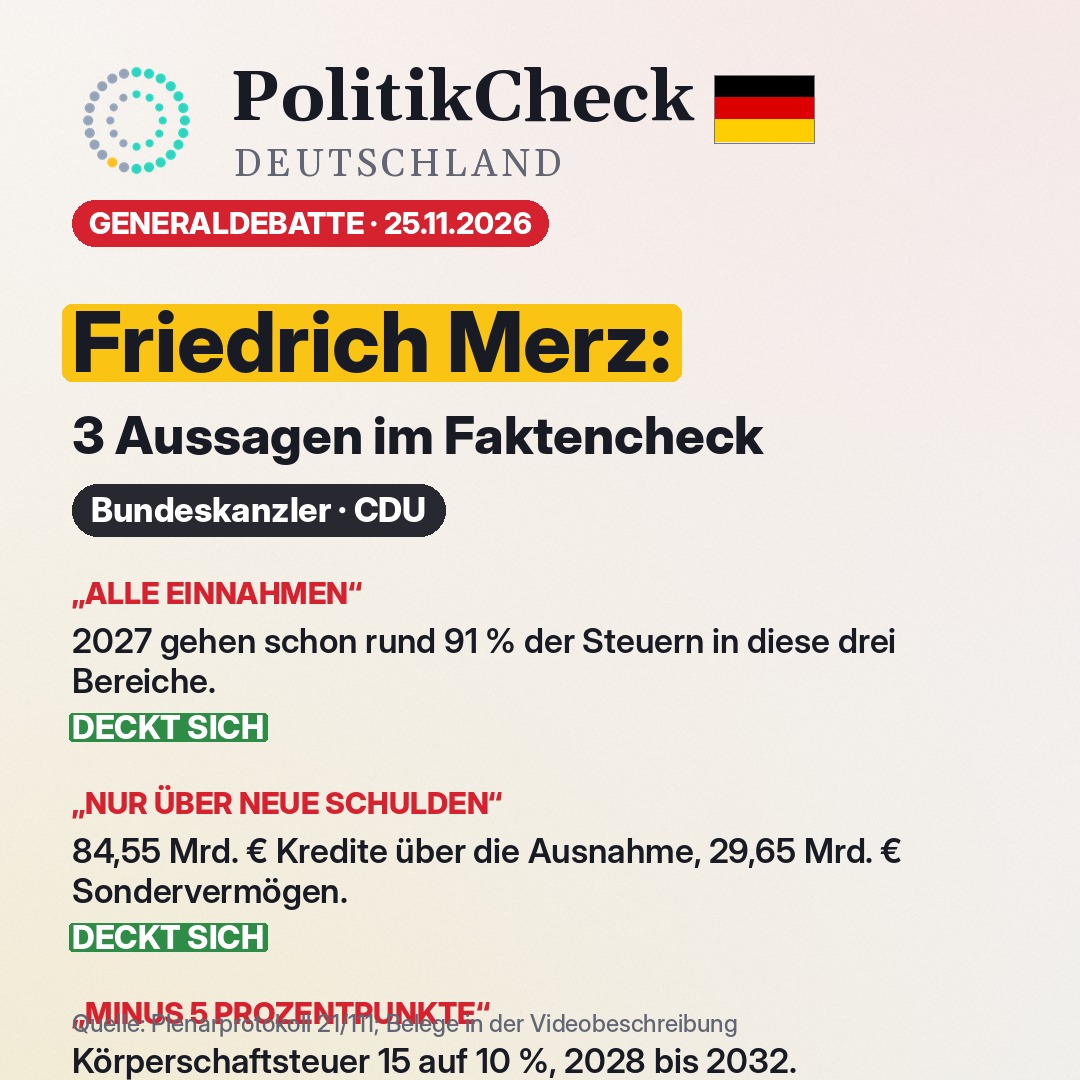 PolitikCheck
DEUTSCHLAND
GENERALDEBATTE · 25.11.2026
Friedrich Merz:
3 Aussagen im Faktencheck
Bundeskanzler · CDU
„ALLE EINNAHMEN“
2027 gehen schon rund 91 % der Steuern in diese drei
Bereiche.
DECKT SICH
„NUR ÜBER NEUE SCHULDEN“
84,55 Mrd. € Kredite über die Ausnahme, 29,65 Mrd. €
Sondervermögen.
DECKT SICH
„MINUS 5 PROZENTPUNKTE“
Quelle: Plenarprotokoll 21/111, Belege in der Videobeschreibung
Körperschaftsteuer 15 auf 10 %, 2028 bis 2032.